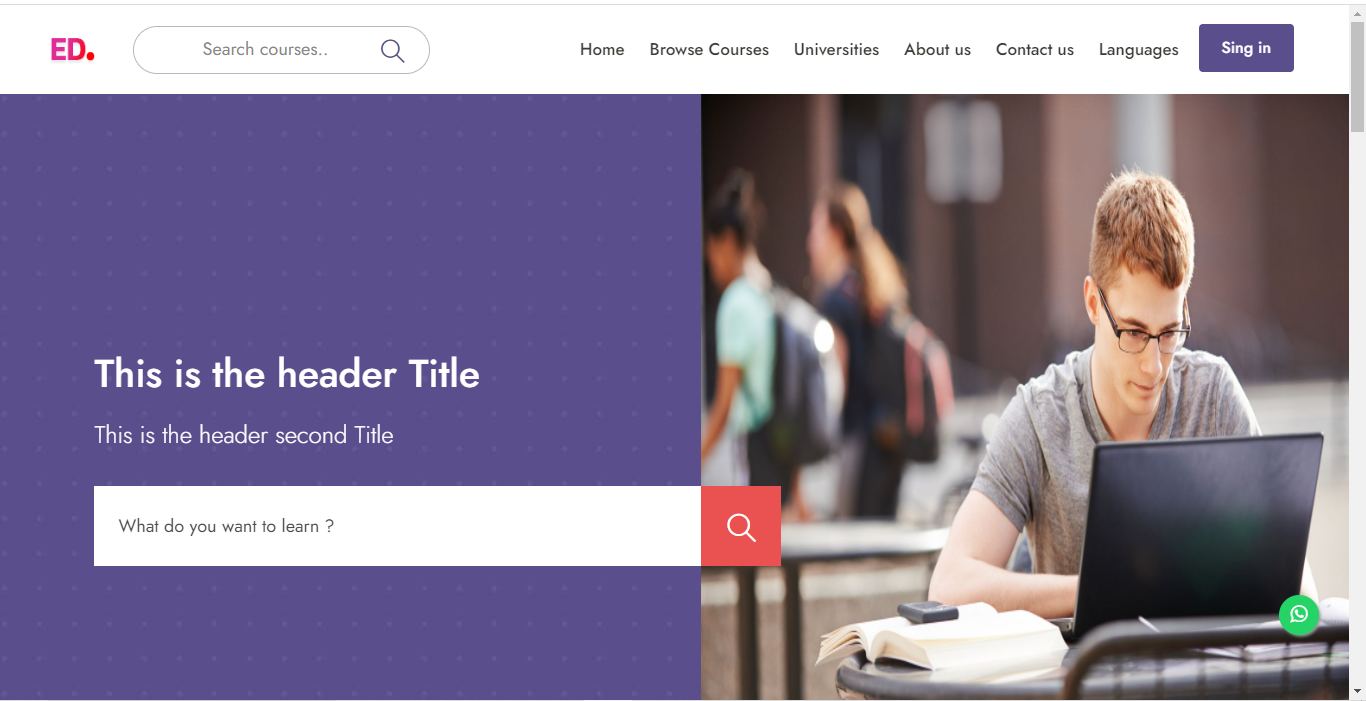 ED.
Search courses..
Home Browse Courses Universities About us Contact us Languages Sing in
This is the header Title
This is the header second Title
What do you want to learn ?